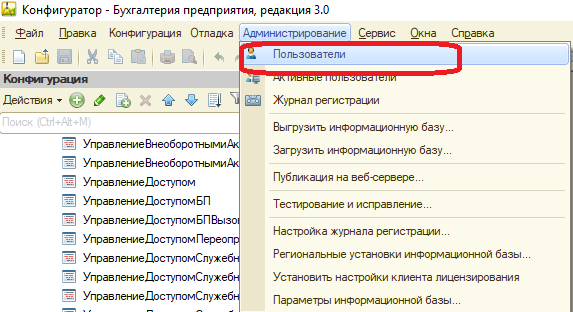 Конфигуратор - Бухгалтерия предприятия, редакция 3.0
Файл Правка Конфигурация Отладка Администрирование Сервис Окна Справка
Конфигурация
Действия
Поиск (Ctrl+Alt+M)
УправлениеВнеоборотнымиАк
УправлениеВнеоборотнымиАк
УправлениеДоступом
УправлениеДоступомБП
УправлениеДоступомБПВызо
УправлениеДоступомПереопр
УправлениеДоступомСлужебн
УправлениеДоступомСлужебн
УправлениеДоступомСлужебн
Пользователи
Активные пользователи
Журнал регистрации
Выгрузить информационную базу...
Загрузить информационную базу...
Публикация на веб-сервере...
Тестирование и исправление...
Настройка журнала регистрации...
Региональные установки информационной базы...
Установить настройки клиента лицензирования
Параметры информационной базы...